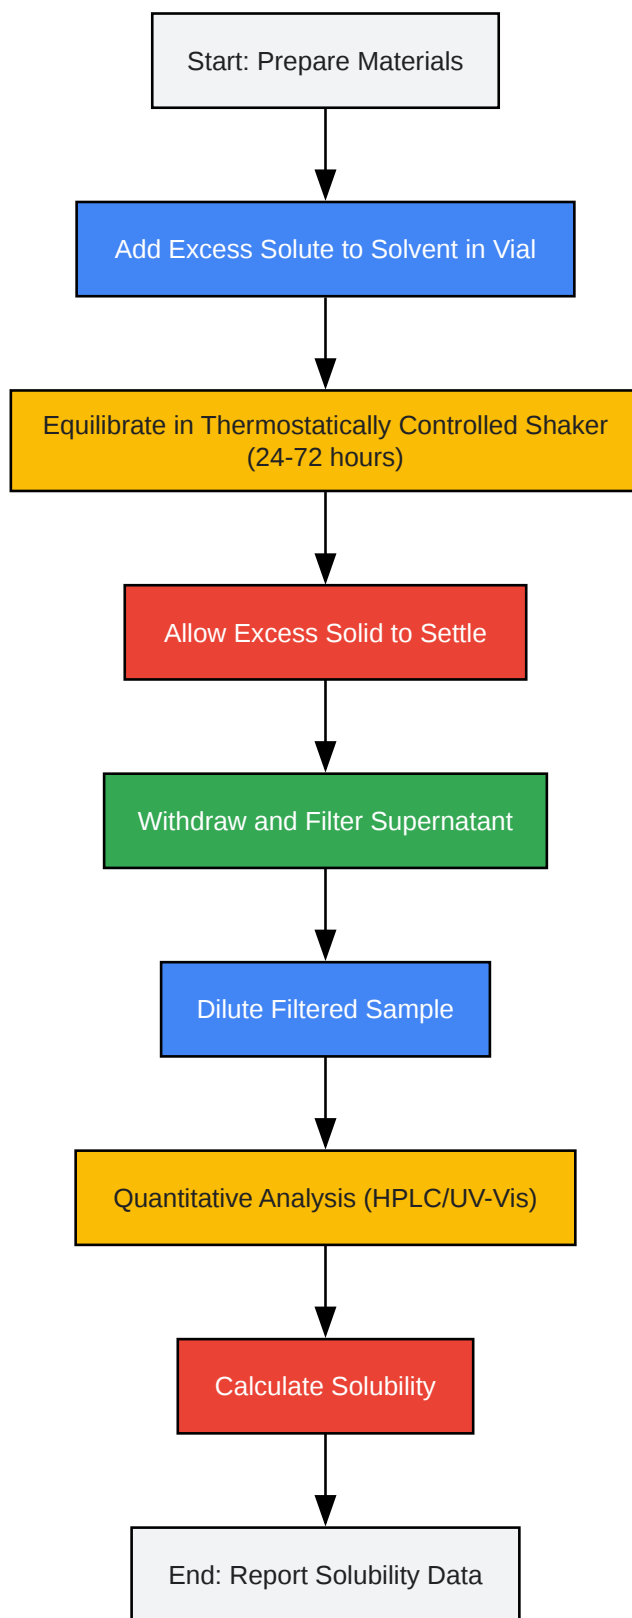 Start: Prepare Materials
Add Excess Solute to Solvent in Vial
Equilibrate in Thermostatically Controlled Shaker
(24-72 hours)
Allow Excess Solid to Settle
Withdraw and Filter Supernatant
Dilute Filtered Sample
Quantitative Analysis (HPLC/UV-Vis)
Calculate Solubility
End: Report Solubility Data